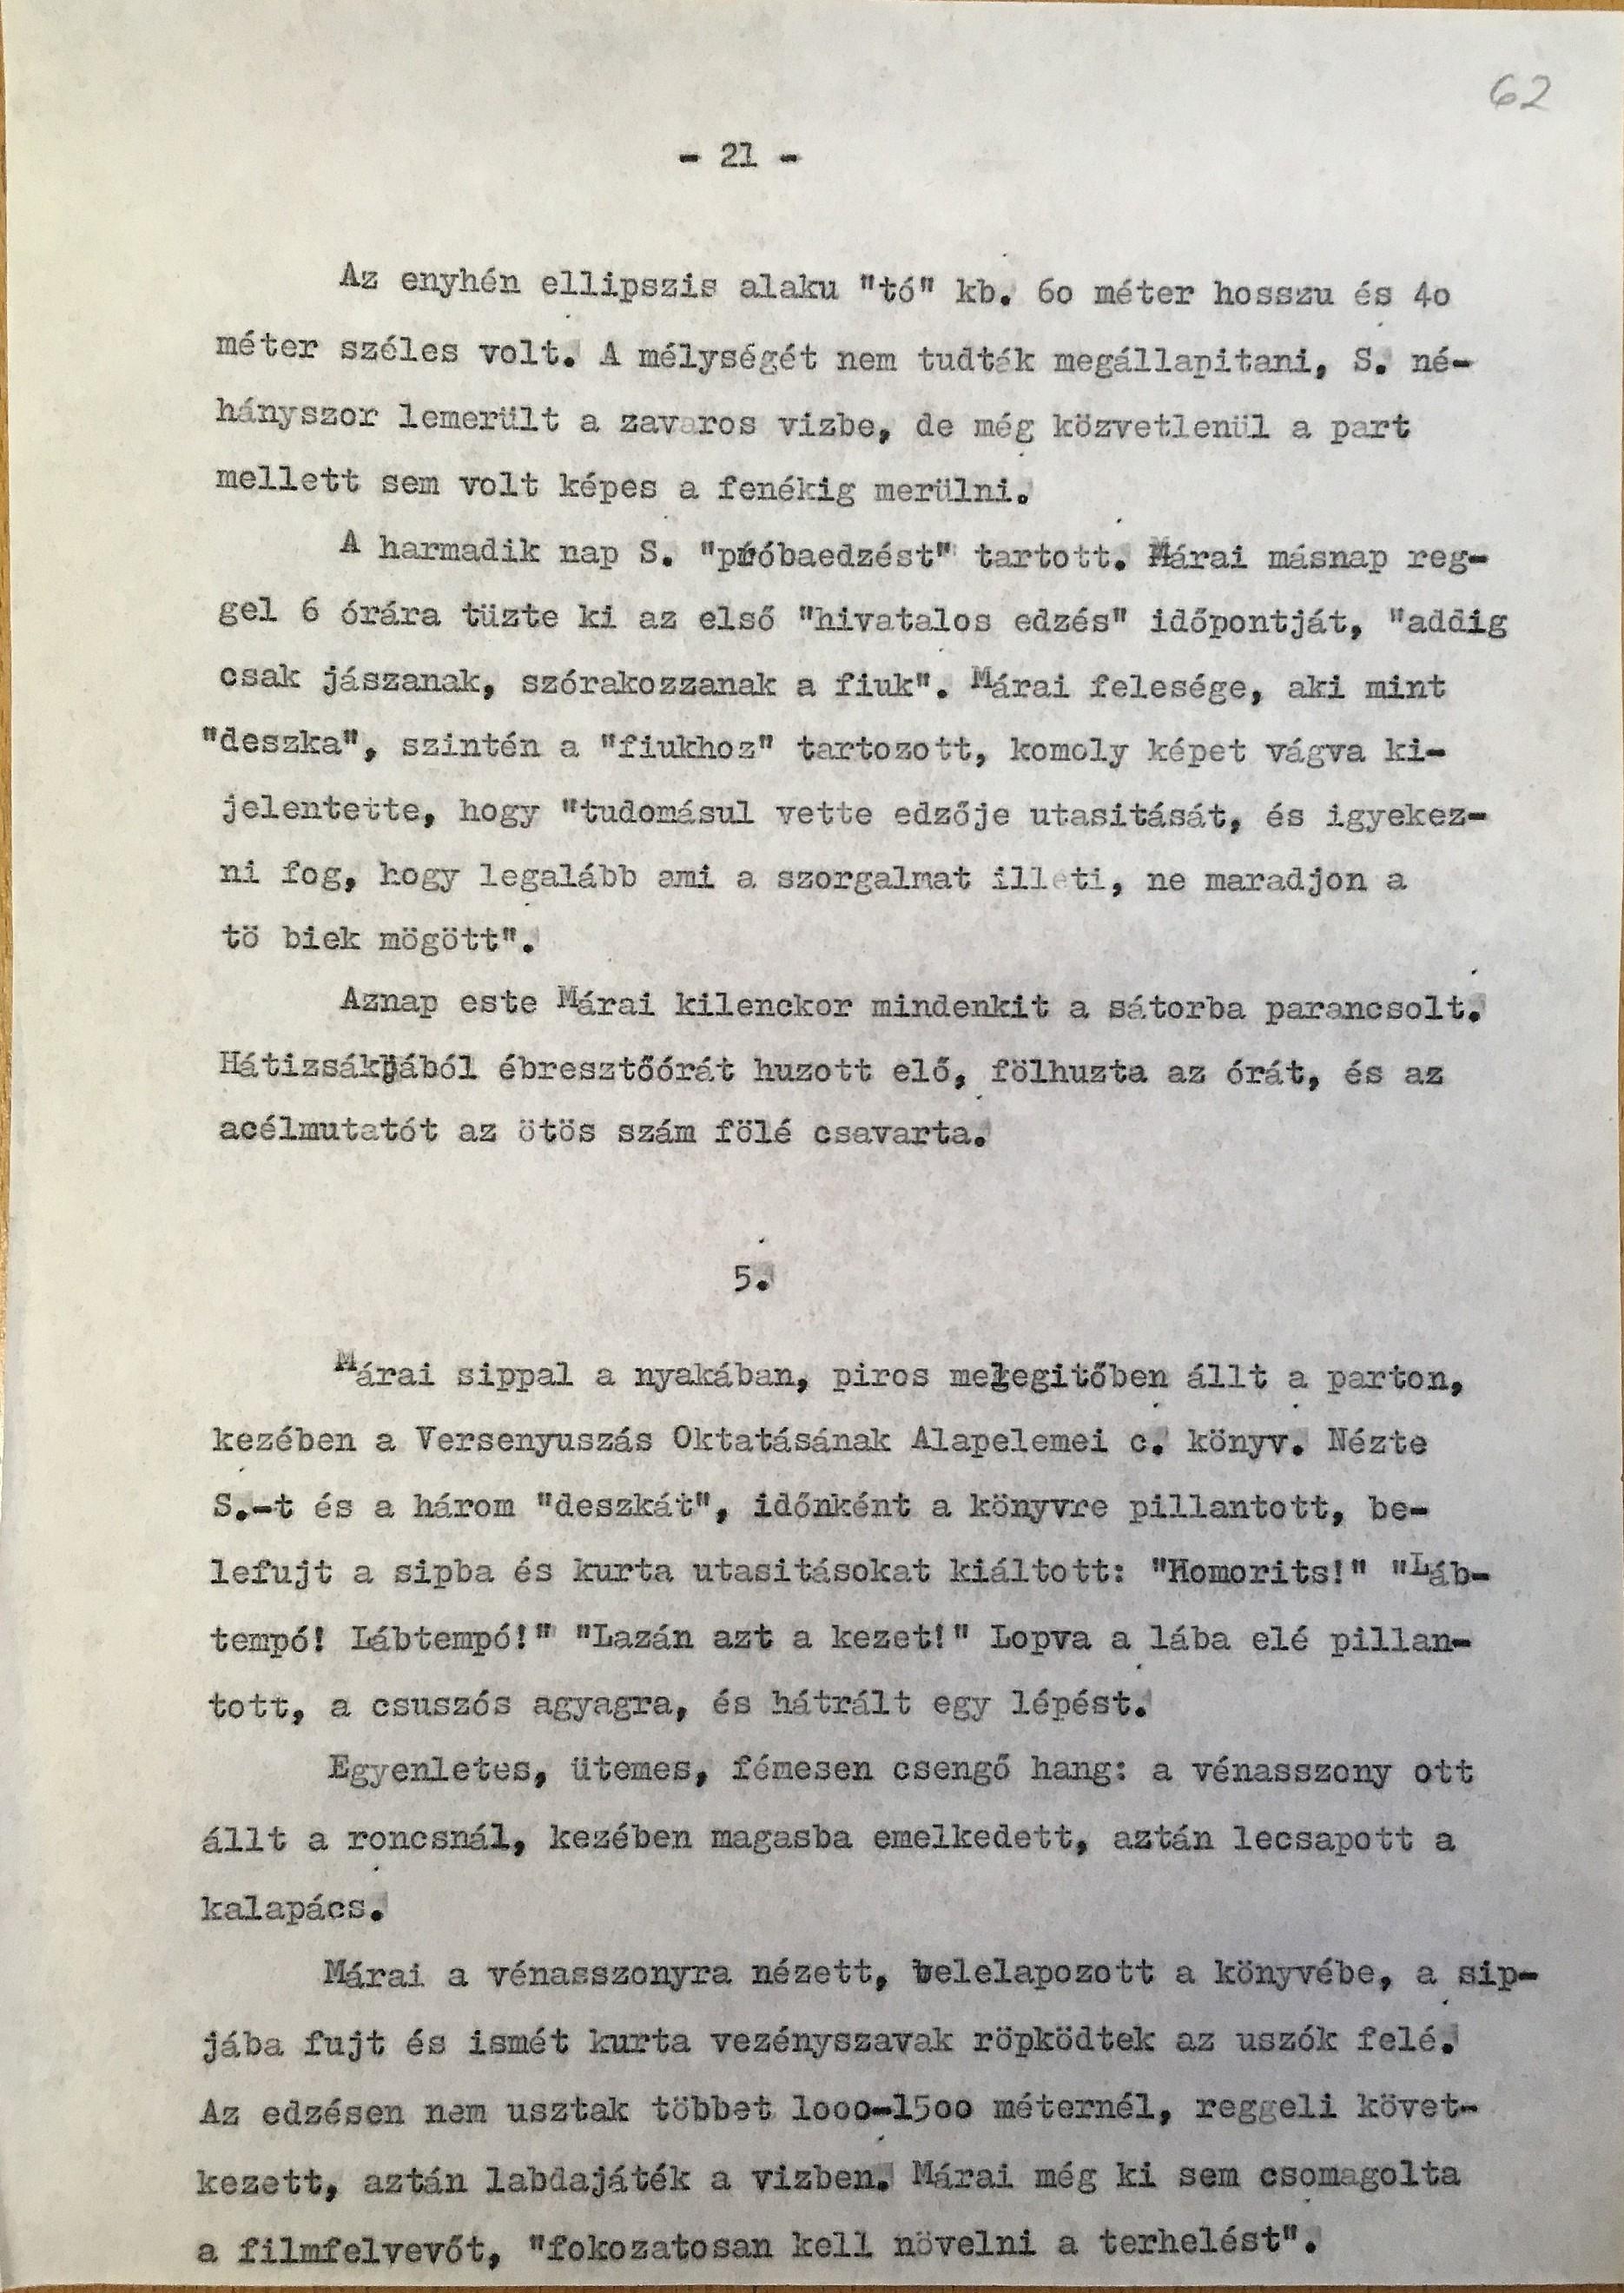 62
- 21 -
Az enyhén ellipszis alaku "tó" kb. 6o méter hosszu és 4o
méter széles volt. A mélységét nem tudták megállapitani, S. né-
hányszor lemerült a zavaros vizbe, de még közvetlenül a part
mellett sem volt képes a fenékig merülni.
A harmadik nap S. "próbaedzést" tartott. Márai másnap reg-
gel 6 órára tüzte ki az első "hivatalos edzés" időpontját, "addig
csak jászanak, szórakozzanak a fiuk". Márai felesége, aki mint
"deszka", szintén a "fiukhoz" tartozott, komoly képet vágva ki-
jelentette, hogy "tudomásul vette edzője utasitását, és igyekez-
ni fog, hogy legalább ami a szorgalmat illeti, ne maradjon a
tö biek mögött".
Aznap este Márai kilenckor mindenkit a sátorba parancsolt.
Hátizsákjából ébresztőórát huzott elő, fölhuzta az órát, és az
acélmutatót az ötös szám fölé csavarta.
5.
Márai sippal a nyakában, piros melegitőben állt a parton,
kezében a Versenyuszás Oktatásának Alapelemei c. könyv. Nézte
S.-t és a három "deszkát", időnként a könyvre pillantott, be-
lefujt a sipba és kurta utasitásokat kiáltott: "Homorits!" "Láb-
tempó! Lábtempó!" "Lazán azt a kezet!" Lopva a lába elé pillan-
tott, a csuszós agyagra, és hátrált egy lépést.
Egyenletes, ütemes, fémesen csengő hang: a vénasszony ott
állt a roncsnál, kezében magasba emelkedett, aztán lecsapott a
kalapács.
Márai a vénasszonyra nézett, belelapozott a könyvébe, a sip-
jába fujt és ismét kurta vezényszavak röpködtek az uszók felé.
Az edzésen nem usztak többet looo-l5oo méternél, reggeli követ-
kezett, aztán labdajáték a vizben. Márai még ki sem csomagolta
a filmfelvevőt, "fokozatosan kell növelni a terhelést".